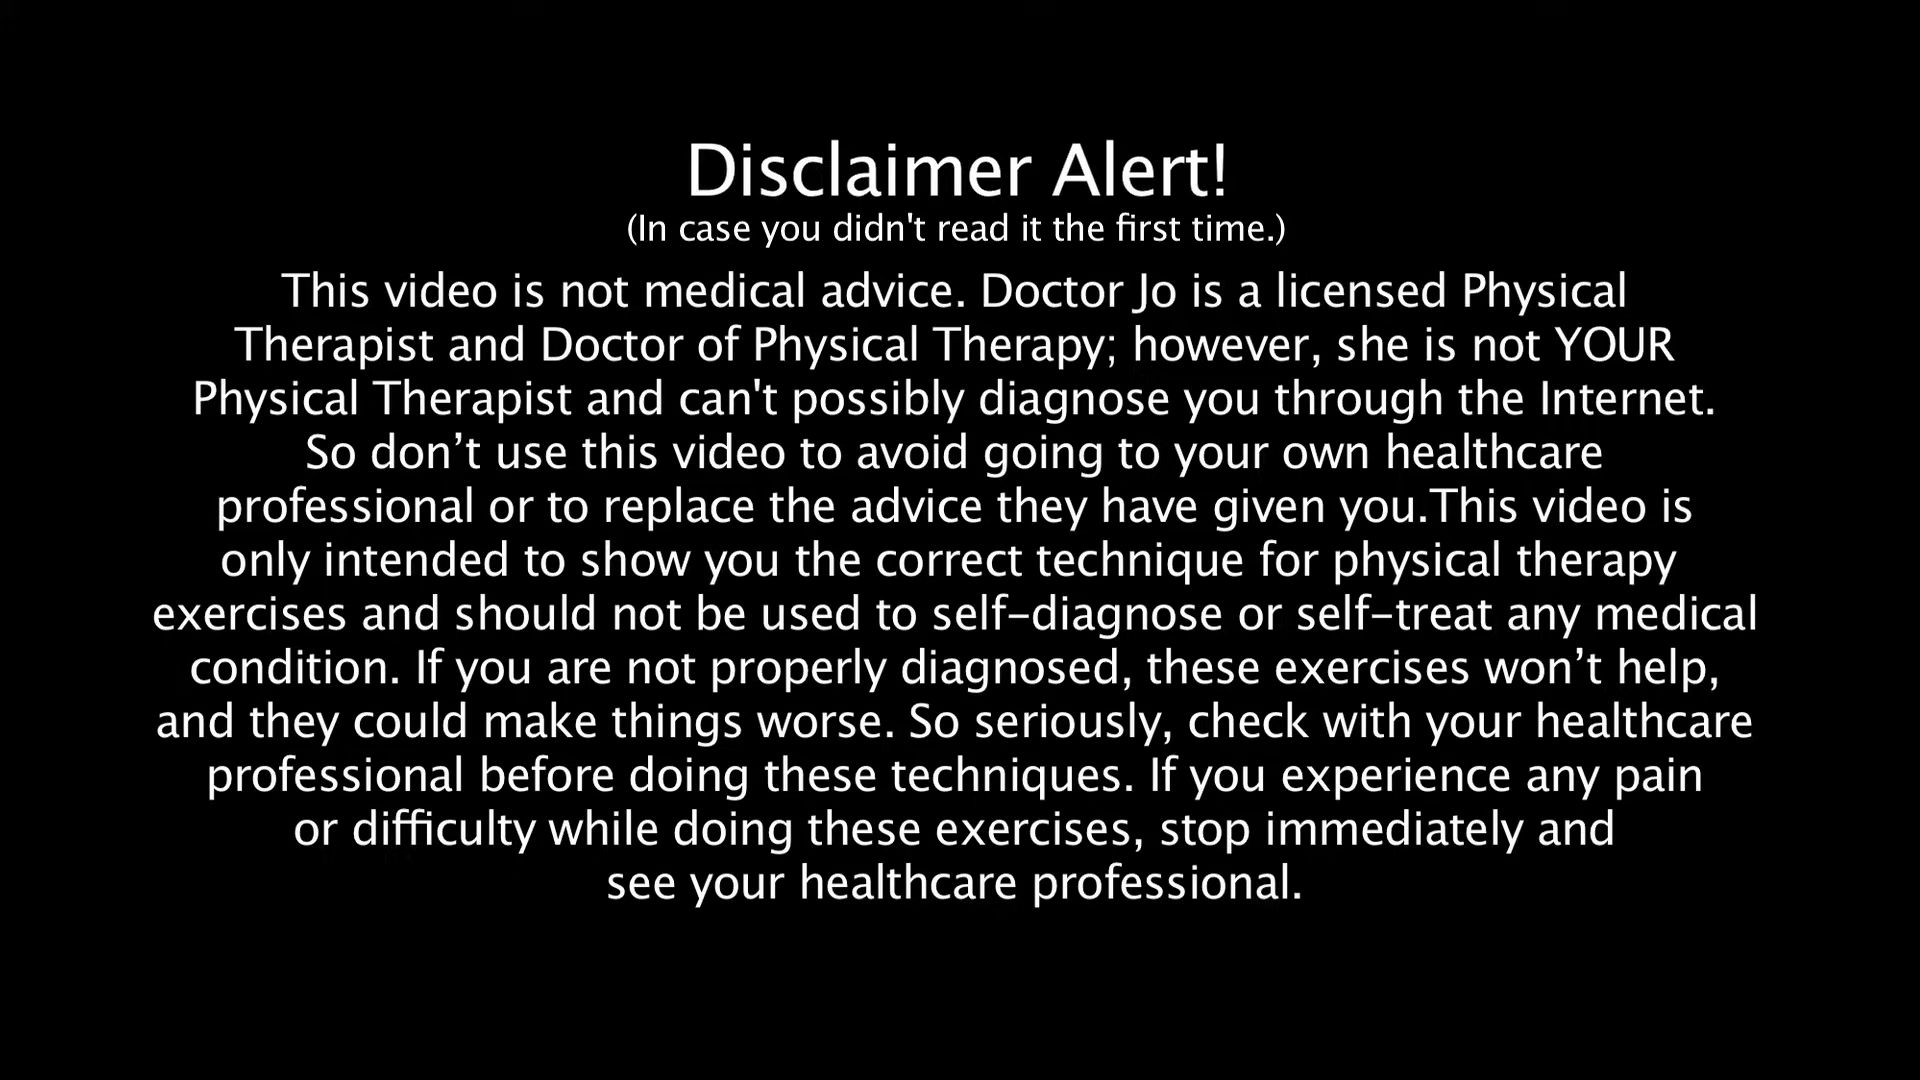 Disclaimer Alert!
(In case you didn't read it the first time.)
This video is not medical advice. Doctor Jo is a licensed Physical
Therapist and Doctor of Physical Therapy; however, she is not YOUR
Physical Therapist and can't possibly diagnose you through the Internet.
So don’t use this video to avoid going to your own healthcare
professional or to replace the advice they have given you.This video is
only intended to show you the correct technique for physical therapy
exercises and should not be used to self–diagnose or self–treat any medical
condition. If you are not properly diagnosed, these exercises won’t help,
and they could make things worse. So seriously, check with your healthcare
professional before doing these techniques. If you experience any pain
or difficulty while doing these exercises, stop immediately and
see your healthcare professional.